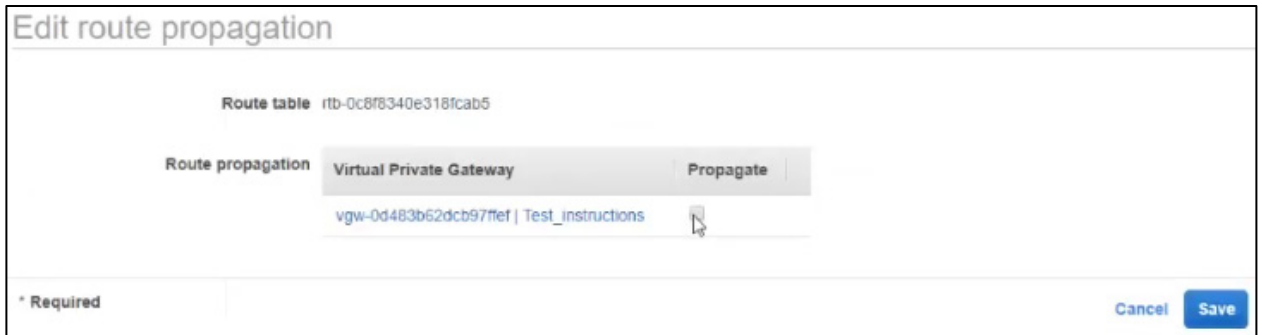 Edit route propagation
Route table rtb-0c8f8340e318fcab5
Route propagation Virtual Private Gateway Propagate
vgw-0d483b62dcb97ffef | Test_instructions
* Required Cancel Save